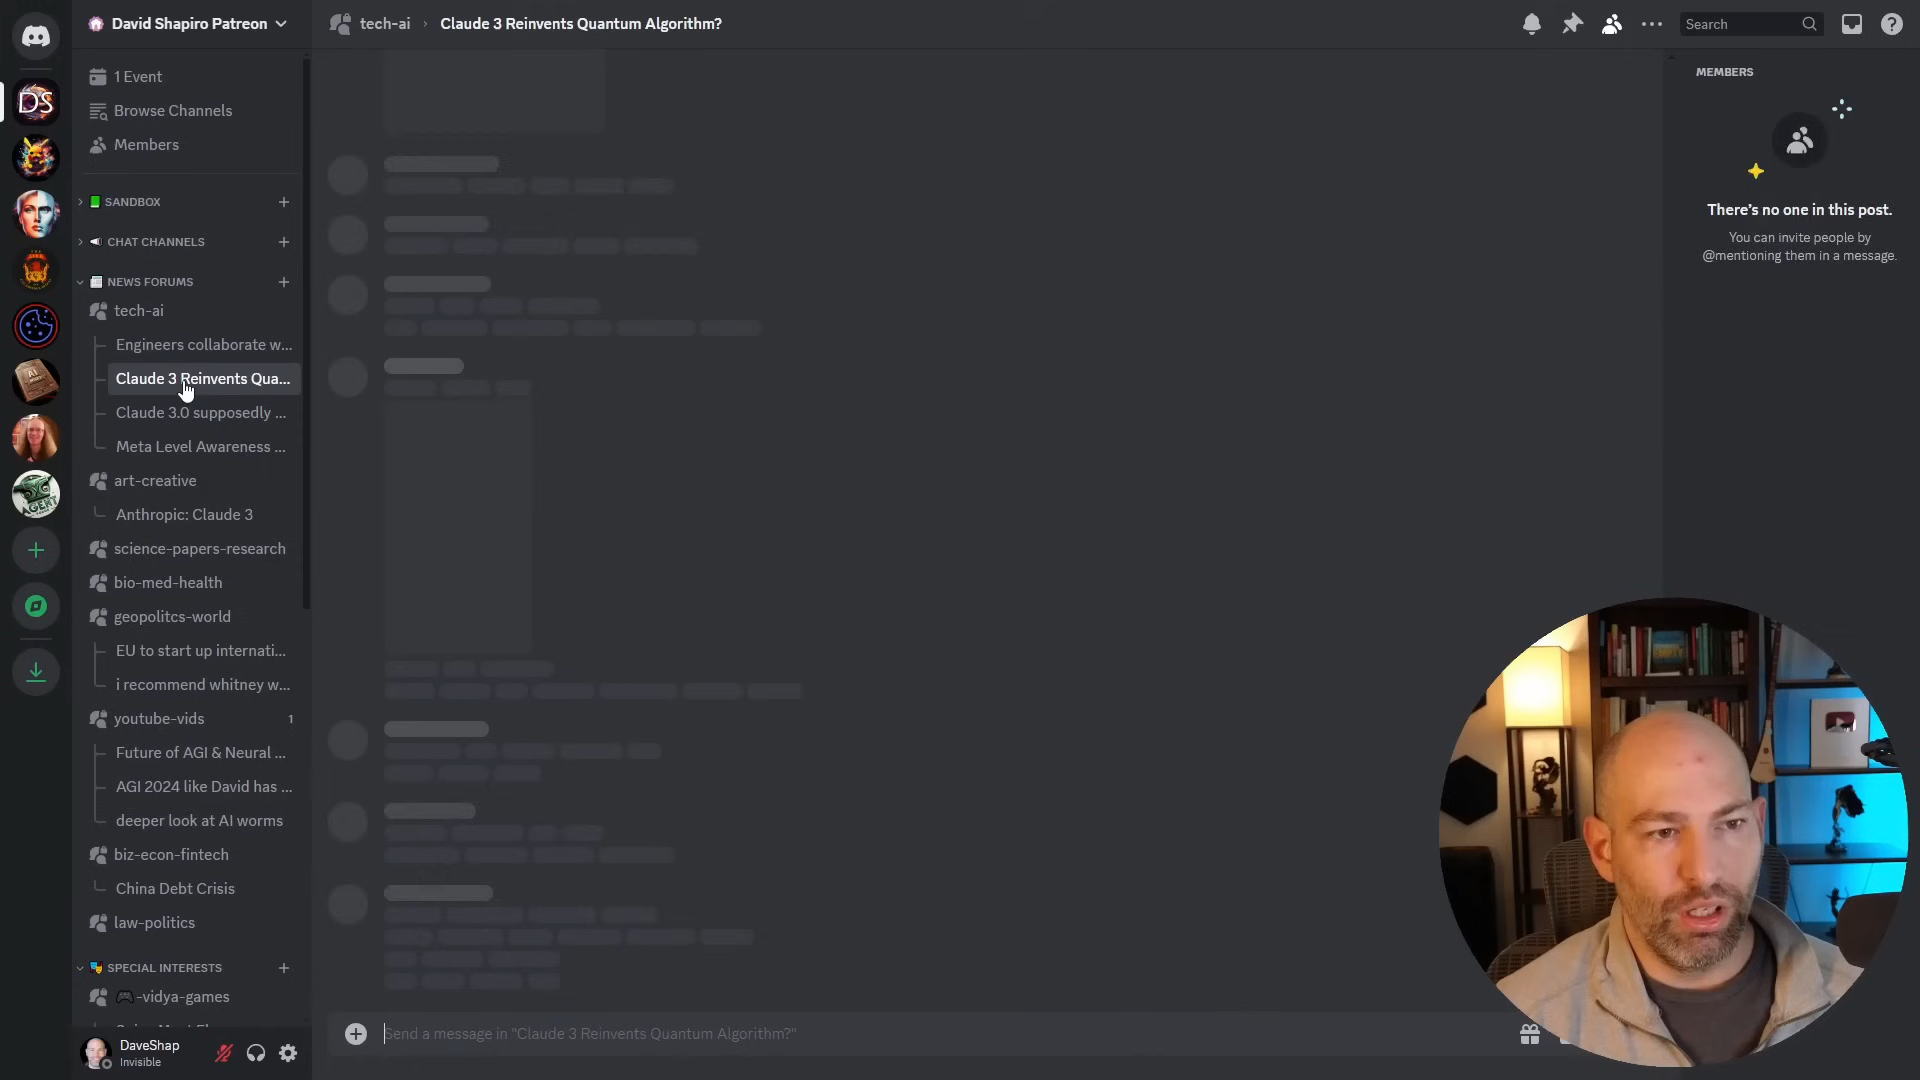 David Shapiro Patreon
1 Event
Browse Channels
Members
SANDBOX
CHAT CHANNELS
NEWS FORUMS
tech-ai
Engineers collaborate w...
Claude 3 Reinvents Qua...
Claude 3.0 supposedly ...
Meta Level Awareness ...
art-creative
Anthropic: Claude 3
science-papers-research
bio-med-health
geopolitcs-world
EU to start up internati...
i recommend whitney w...
youtube-vids 1
Future of AGI & Neural ...
AGI 2024 like David has ...
deeper look at AI worms
biz-econ-fintech
China Debt Crisis
law-politics
SPECIAL INTERESTS
-vidya-games
DaveShap
Invisible
DS
AGENT
tech-ai › Claude 3 Reinvents Quantum Algorithm?
Search
MEMBERS
There's no one in this post.
You can invite people by
@mentioning them in a message.
Send a message in "Claude 3 Reinvents Quantum Algorithm?"